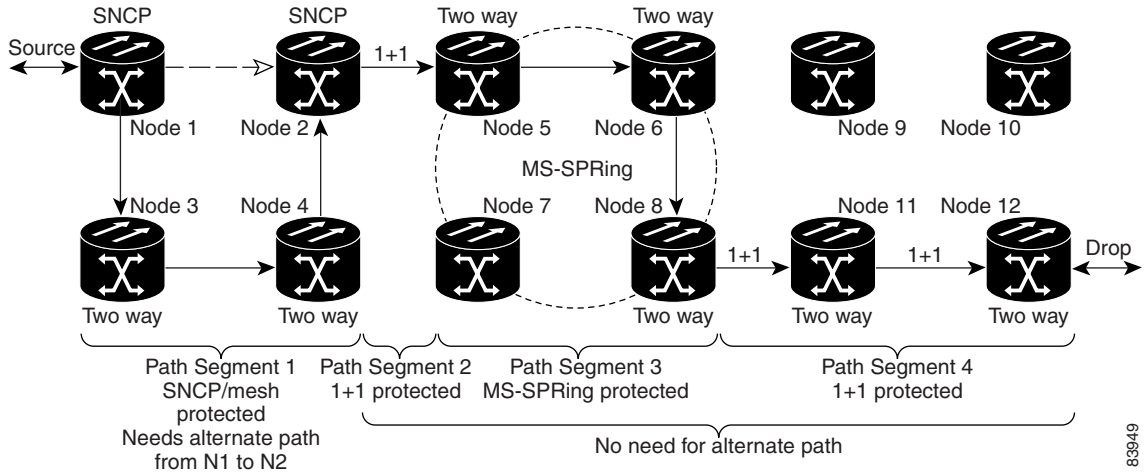 SNCP
SNCP
Two way
Two way
Source
1+1
Node 1
Node 2
Node 5
Node 6
Node 9
Node 10
MS-SPRing
Node 3
Node 4
Node 7
Node 8
Node 11
Node 12
1+1
1+1
Drop
Two way
Two way
Two way
Two way
Two way
Path Segment 1
SNCP/mesh
protected
Needs alternate path
from N1 to N2
Path Segment 2
1+1 protected
Path Segment 3
MS-SPRing protected
Path Segment 4
1+1 protected
No need for alternate path
83949